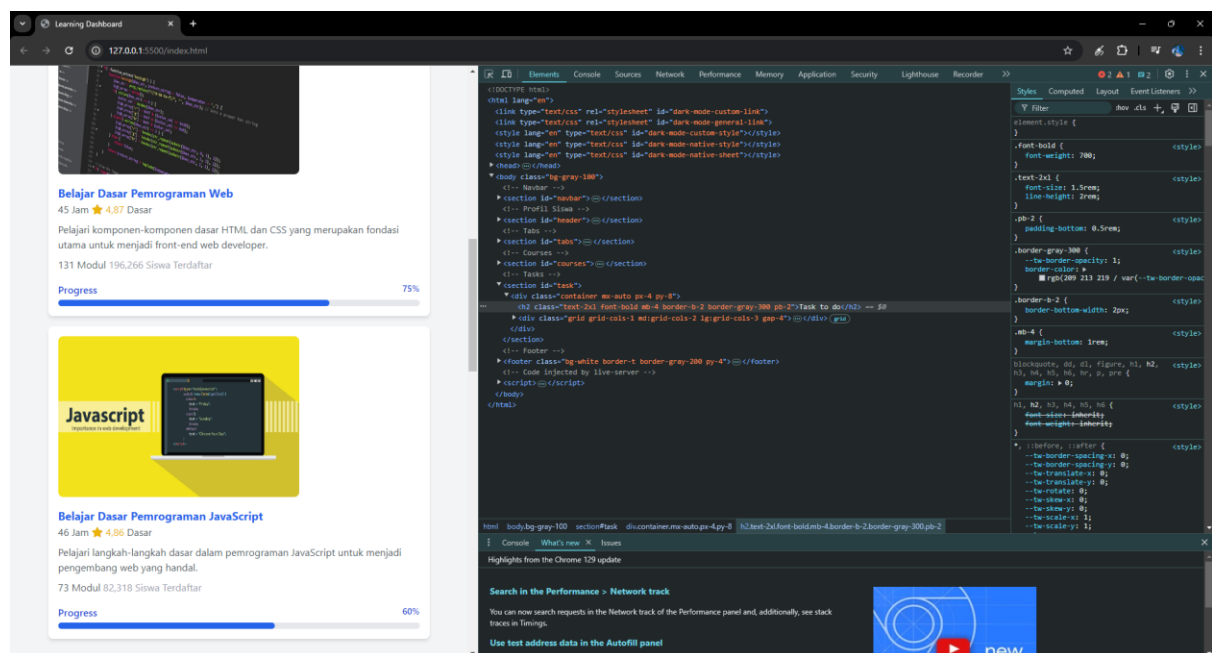 Learning Dashboard
127.0.0.1:5500/index.html
Belajar Dasar Pemrograman Web
45 Jam 4,87 Dasar
Pelajari komponen-komponen dasar HTML dan CSS yang merupakan fondasi
utama untuk menjadi front-end web developer.
131 Modul 196,266 Siswa Terdaftar
Progress 75%
Javascript
Belajar Dasar Pemrograman JavaScript
46 Jam 4,86 Dasar
Pelajari langkah-langkah dasar dalam pemrograman JavaScript untuk menjadi
pengembang web yang handal.
73 Modul 82,318 Siswa Terdaftar
Progress 60%
Elements Console Sources Network Performance Memory Application Security Lighthouse Recorder
2 1 2
<!DOCTYPE html>
<html lang="en">
<link type="text/css" rel="stylesheet" id="dark-mode-custom-link">
<link type="text/css" rel="stylesheet" id="dark-mode-general-link">
<style lang="en" type="text/css" id="dark-mode-custom-style"></style>
<style lang="en" type="text/css" id="dark-mode-native-style"></style>
<style lang="en" type="text/css" id="dark-mode-native-sheet"></style>
<head></head>
<body class="bg-gray-100">
<!-- Navbar -->
<section id="navbar"></section>
<!-- Profil Siswa -->
<section id="header"></section>
<!-- Tabs -->
<section id="tabs"></section>
<!-- Courses -->
<section id="courses"></section>
<!-- Tasks -->
<section id="task">
<div class="container mx-auto px-4 py-8">
<h2 class="text-2xl font-bold mb-4 border-b-2 border-gray-300 pb-2">Task to do</h2> == $0
<div class="grid grid-cols-1 md:grid-cols-2 lg:grid-cols-3 gap-4"></div> grid
</div>
</section>
<!-- Footer -->
<footer class="bg-white border-t border-gray-200 py-4"></footer>
<!-- Code injected by live-server -->
<script></script>
</body>
</html>
html body.bg-gray-100 section#task div.container.mx-auto.px-4.py-8 h2.text-2xl.font-bold.mb-4.border-b-2.border-gray-300.pb-2
Styles Computed Layout Event Listeners
Filter :hov .cls
element.style {
}
.font-bold { <style>
font-weight: 700;
}
.text-2xl { <style>
font-size: 1.5rem;
line-height: 2rem;
}
.pb-2 { <style>
padding-bottom: 0.5rem;
}
.border-gray-300 { <style>
--tw-border-opacity: 1;
border-color:
rgb(209 213 219 / var(--tw-border-opac
}
.border-b-2 { <style>
border-bottom-width: 2px;
}
.mb-4 { <style>
margin-bottom: 1rem;
}
blockquote, dd, dl, figure, h1, h2, <style>
h3, h4, h5, h6, hr, p, pre {
margin: 0;
}
h1, h2, h3, h4, h5, h6 { <style>
font-size: inherit;
font-weight: inherit;
}
*, ::before, ::after { <style>
--tw-border-spacing-x: 0;
--tw-border-spacing-y: 0;
--tw-translate-x: 0;
--tw-translate-y: 0;
--tw-rotate: 0;
--tw-skew-x: 0;
--tw-skew-y: 0;
--tw-scale-x: 1;
--tw-scale-y: 1;
Console What's new Issues
Highlights from the Chrome 129 update
Search in the Performance > Network track
You can now search requests in the Network track of the Performance panel and, additionally, see stack
traces in Timings.
Use test address data in the Autofill panel
new